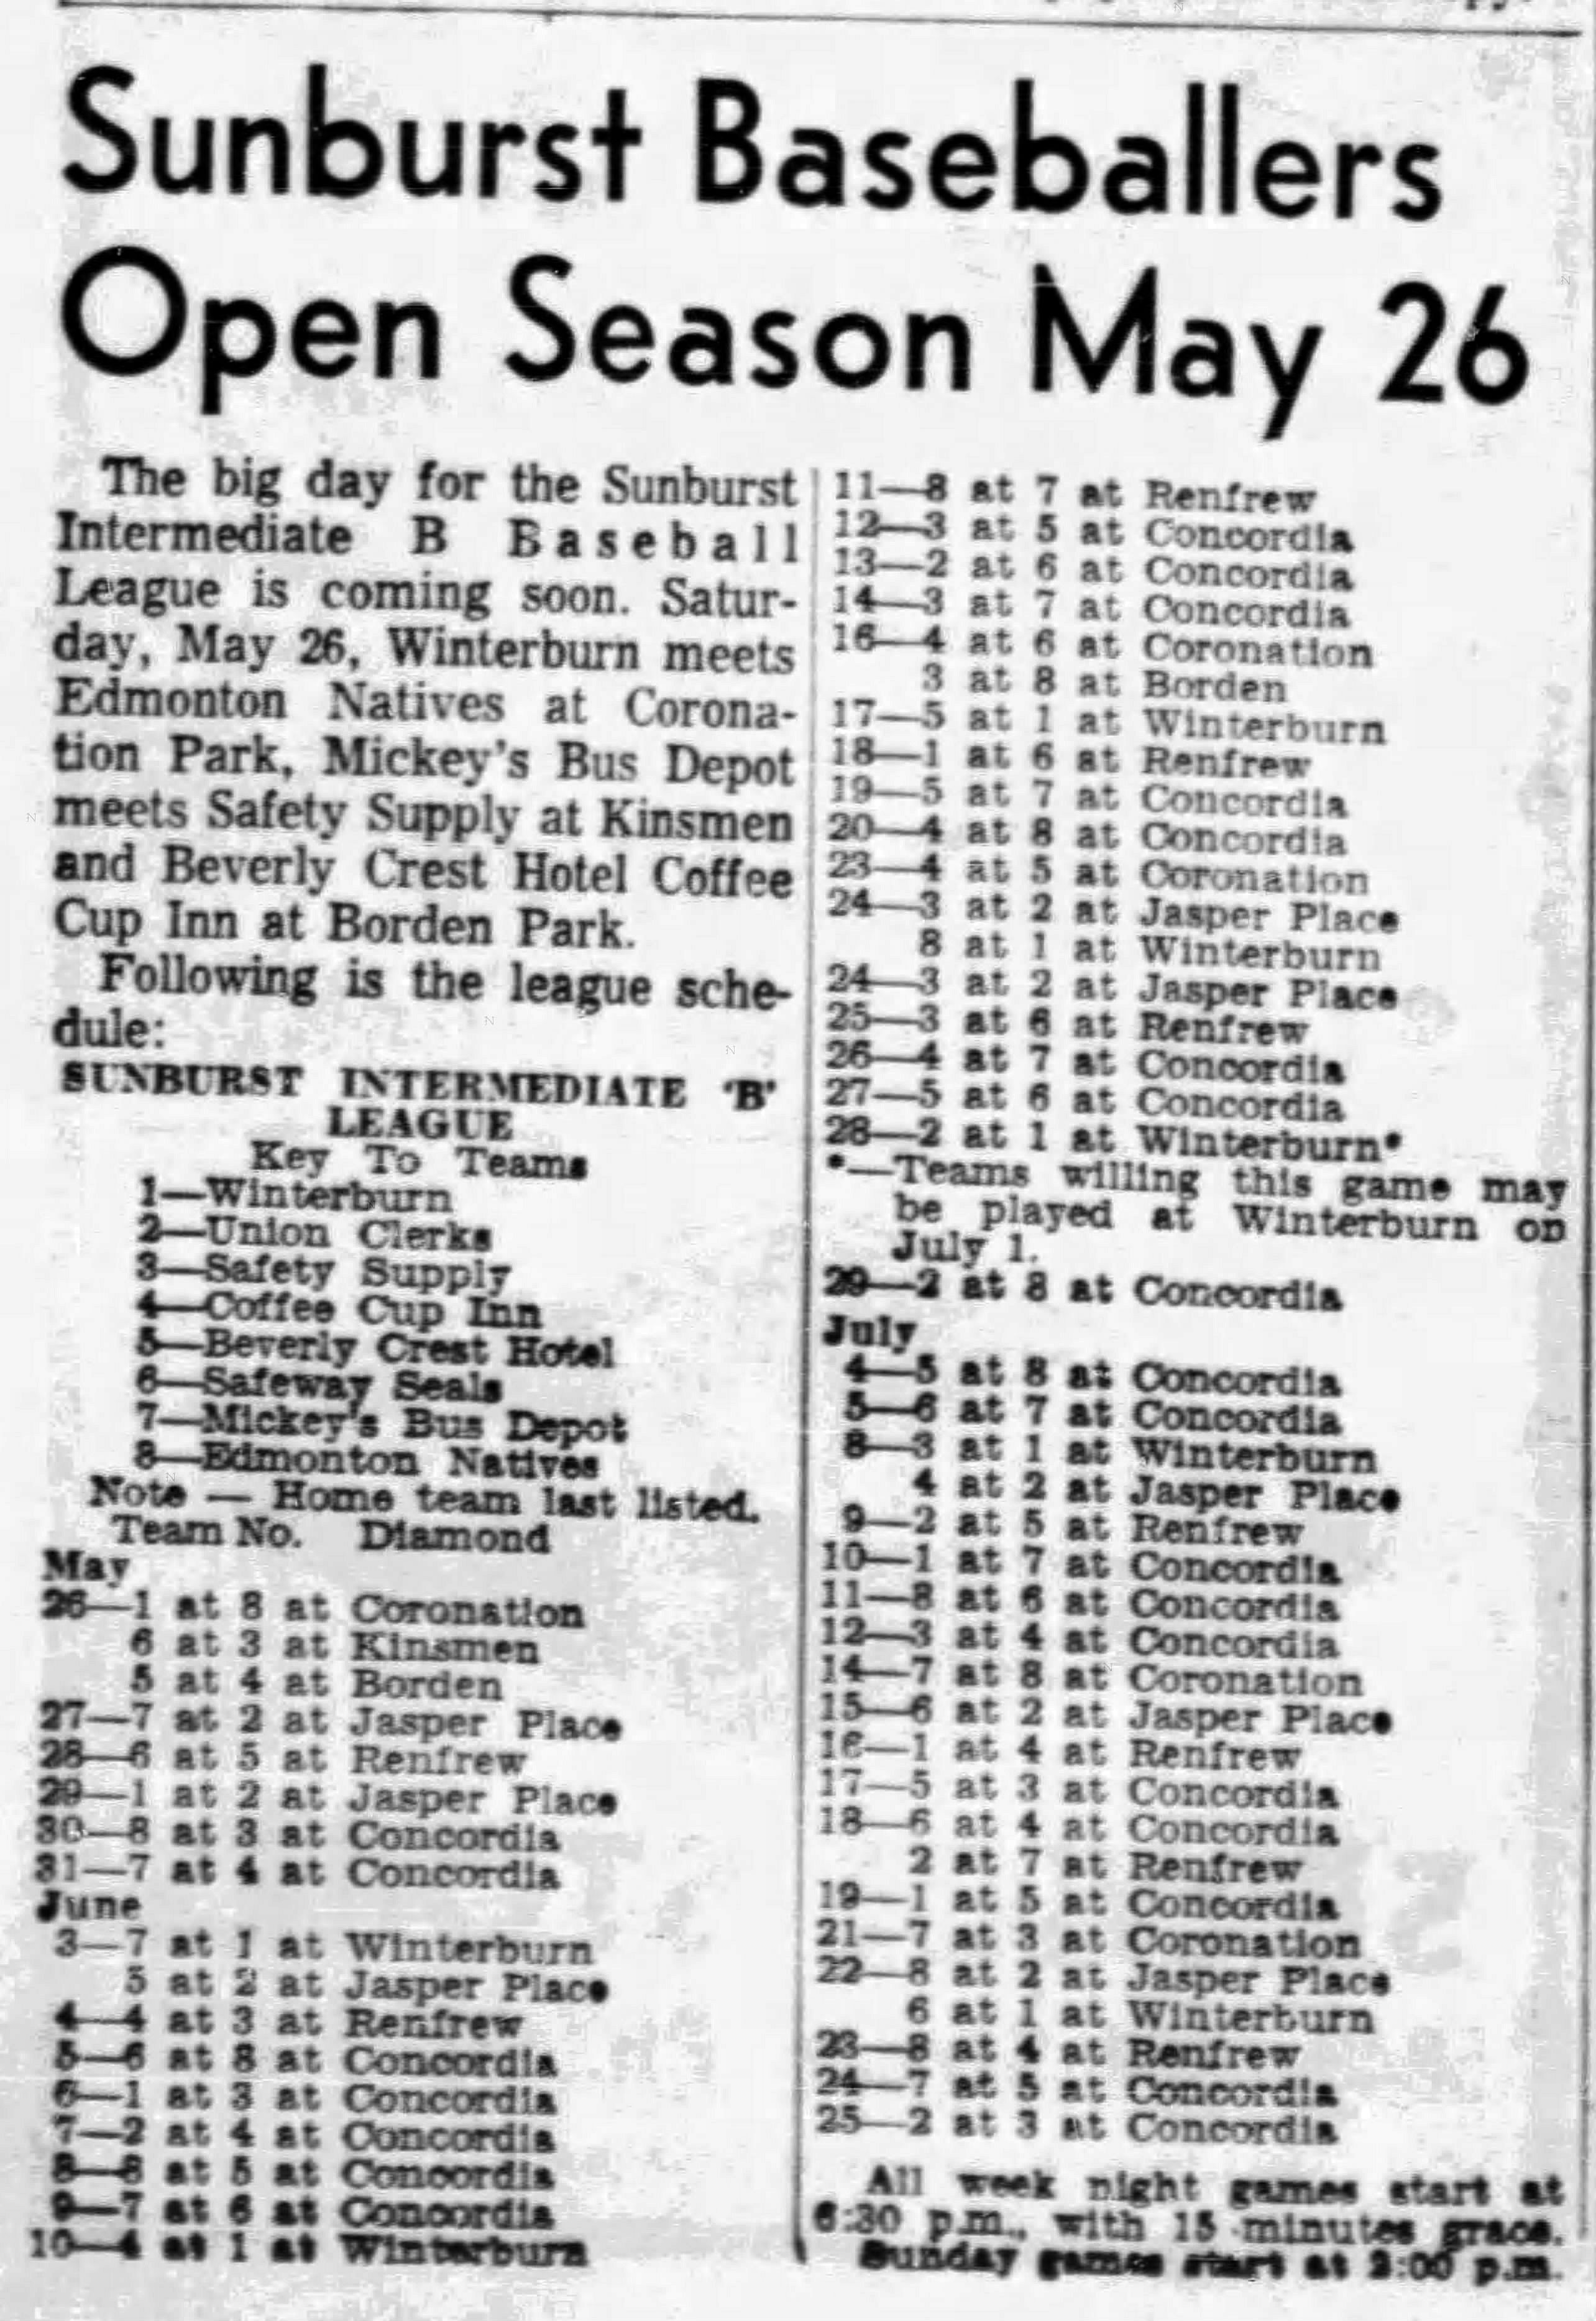 Sunburst Baseballers
Open Season May 26
The big day for the Sunburst
Intermediate B Baseball
League is coming soon. Satur-
day, May 26, Winterburn meets
Edmonton Natives at Corona-
tion Park, Mickey's Bus Depot
meets Safety Supply at Kinsmen
and Beverly Crest Hotel Coffee
Cup Inn at Borden Park.
Following is the league sche-
dule:
SUNBURST INTERMEDIATE 'B'
LEAGUE
Key To Teams
1—Winterburn
2—Union Clerks
3—Safety Supply
4—Coffee Cup Inn
5—Beverly Crest Hotel
6—Safeway Seals
7—Mickey's Bus Depot
8—Edmonton Natives
Note — Home team last listed.
Team No. Diamond
May
26—1 at 8 at Coronation
6 at 3 at Kinsmen
5 at 4 at Borden
27—7 at 2 at Jasper Place
28—6 at 5 at Renfrew
29—1 at 2 at Jasper Place
30—8 at 3 at Concordia
31—7 at 4 at Concordia
June
3—7 at 1 at Winterburn
5 at 2 at Jasper Place
4—4 at 3 at Renfrew
5—6 at 8 at Concordia
6—1 at 3 at Concordia
7—2 at 4 at Concordia
8—8 at 5 at Concordia
9—7 at 6 at Concordia
10—4 at 1 at Winterburn
11—8 at 7 at Renfrew
12—3 at 5 at Concordia
13—2 at 6 at Concordia
14—3 at 7 at Concordia
16—4 at 6 at Coronation
3 at 8 at Borden
17—5 at 1 at Winterburn
18—1 at 6 at Renfrew
19—5 at 7 at Concordia
20—4 at 8 at Concordia
23—4 at 5 at Coronation
24—3 at 2 at Jasper Place
8 at 1 at Winterburn
24—3 at 2 at Jasper Place
25—3 at 6 at Renfrew
26—4 at 7 at Concordia
27—5 at 6 at Concordia
28—2 at 1 at Winterburn*
*—Teams willing this game may
be played at Winterburn on
July 1.
29—2 at 8 at Concordia
July
4—5 at 8 at Concordia
5—6 at 7 at Concordia
8—3 at 1 at Winterburn
4 at 2 at Jasper Place
9—2 at 5 at Renfrew
10—1 at 7 at Concordia
11—8 at 6 at Concordia
12—3 at 4 at Concordia
14—7 at 8 at Coronation
15—6 at 2 at Jasper Place
16—1 at 4 at Renfrew
17—5 at 3 at Concordia
18—6 at 4 at Concordia
2 at 7 at Renfrew
19—1 at 5 at Concordia
21—7 at 3 at Coronation
22—8 at 2 at Jasper Place
6 at 1 at Winterburn
23—8 at 4 at Renfrew
24—7 at 5 at Concordia
25—2 at 3 at Concordia
All week night games start at
6:30 p.m., with 15 minutes grace.
Sunday games start at 2:00 p.m.